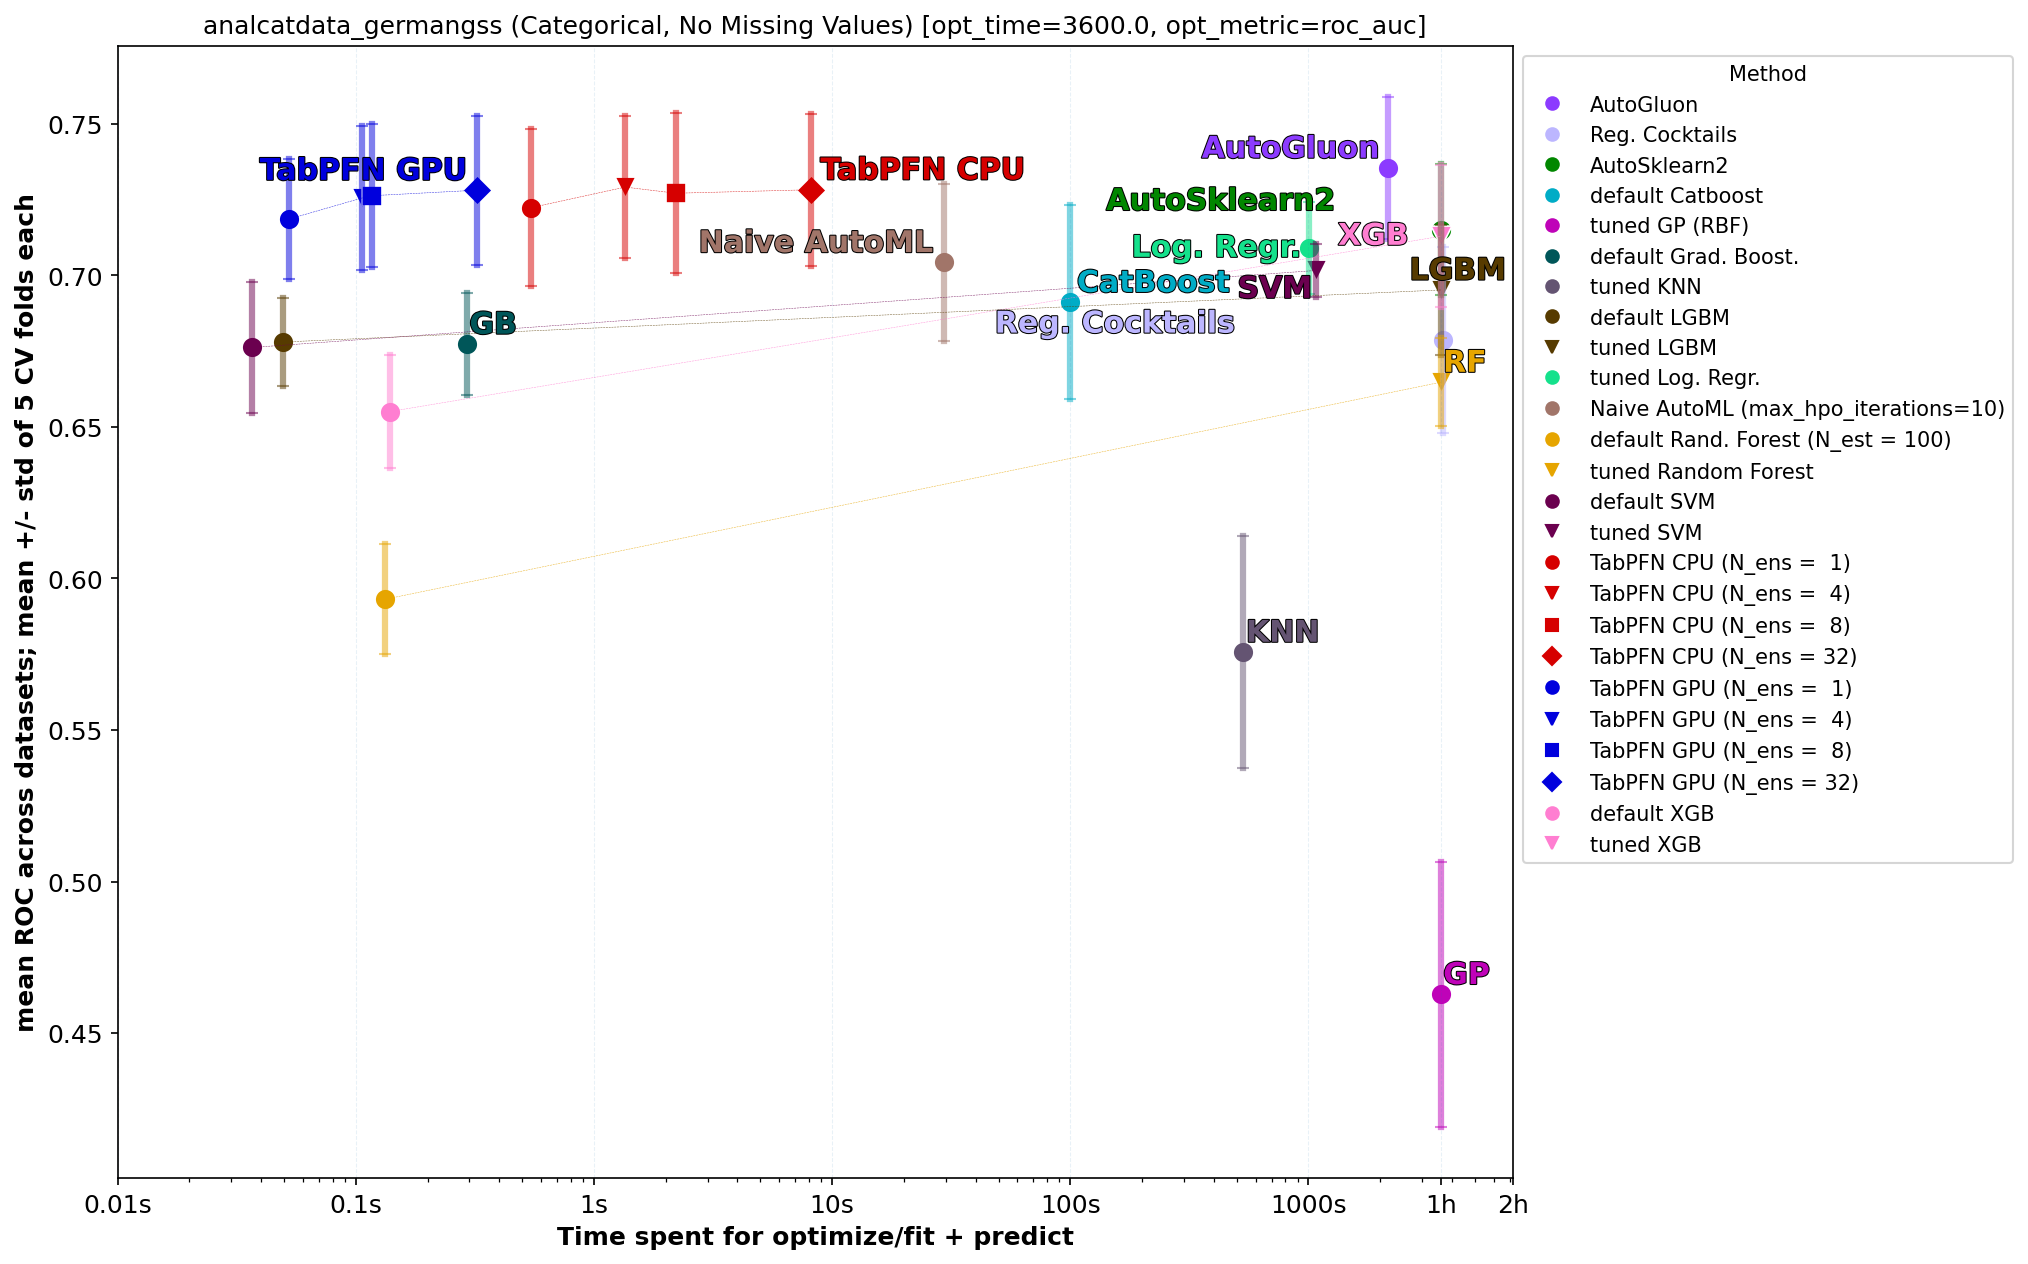 analcatdata_germangss (Categorical, No Missing Values) [opt_time=3600.0, opt_metric=roc_auc]
mean ROC across datasets; mean +/- std of 5 CV folds each
0.75
0.70
0.65
0.60
0.55
0.50
0.45
TabPFN GPU
TabPFN CPU
AutoGluon
AutoSklearn2
Naive AutoML
Log. Regr.
XGB
CatBoost
SVM
LGBM
GB
Reg. Cocktails
RF
KNN
GP
0.01s
0.1s
1s
10s
100s
1000s
1h
2h
Time spent for optimize/fit + predict
Method
AutoGluon
Reg. Cocktails
AutoSklearn2
default Catboost
tuned GP (RBF)
default Grad. Boost.
tuned KNN
default LGBM
tuned LGBM
tuned Log. Regr.
Naive AutoML (max_hpo_iterations=10)
default Rand. Forest (N_est = 100)
tuned Random Forest
default SVM
tuned SVM
TabPFN CPU (N_ens =  1)
TabPFN CPU (N_ens =  4)
TabPFN CPU (N_ens =  8)
TabPFN CPU (N_ens = 32)
TabPFN GPU (N_ens =  1)
TabPFN GPU (N_ens =  4)
TabPFN GPU (N_ens =  8)
TabPFN GPU (N_ens = 32)
default XGB
tuned XGB